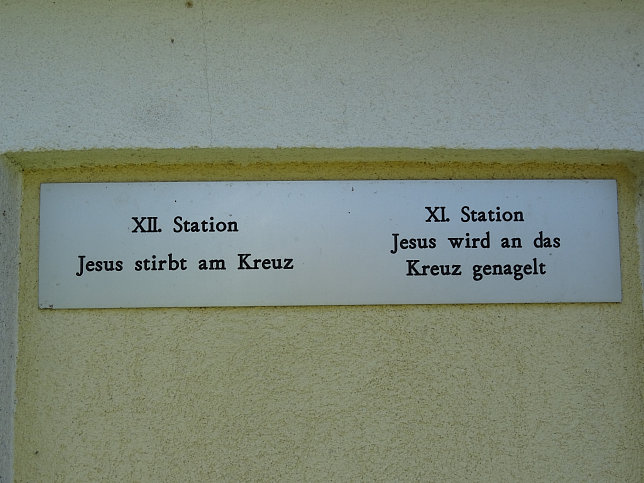 XII. Station
Jesus stirbt am Kreuz
XI. Station
Jesus wird an das
Kreuz genagelt